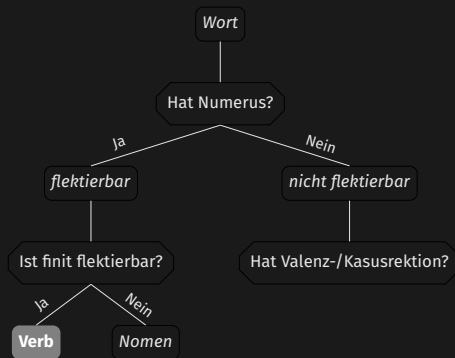 Wort
Hat Numerus?
Ja
Nein
flektierbar
nicht flektierbar
Ist finit flektierbar?
Hat Valenz-/Kasusrektion?
Ja
Nein
Verb
Nomen